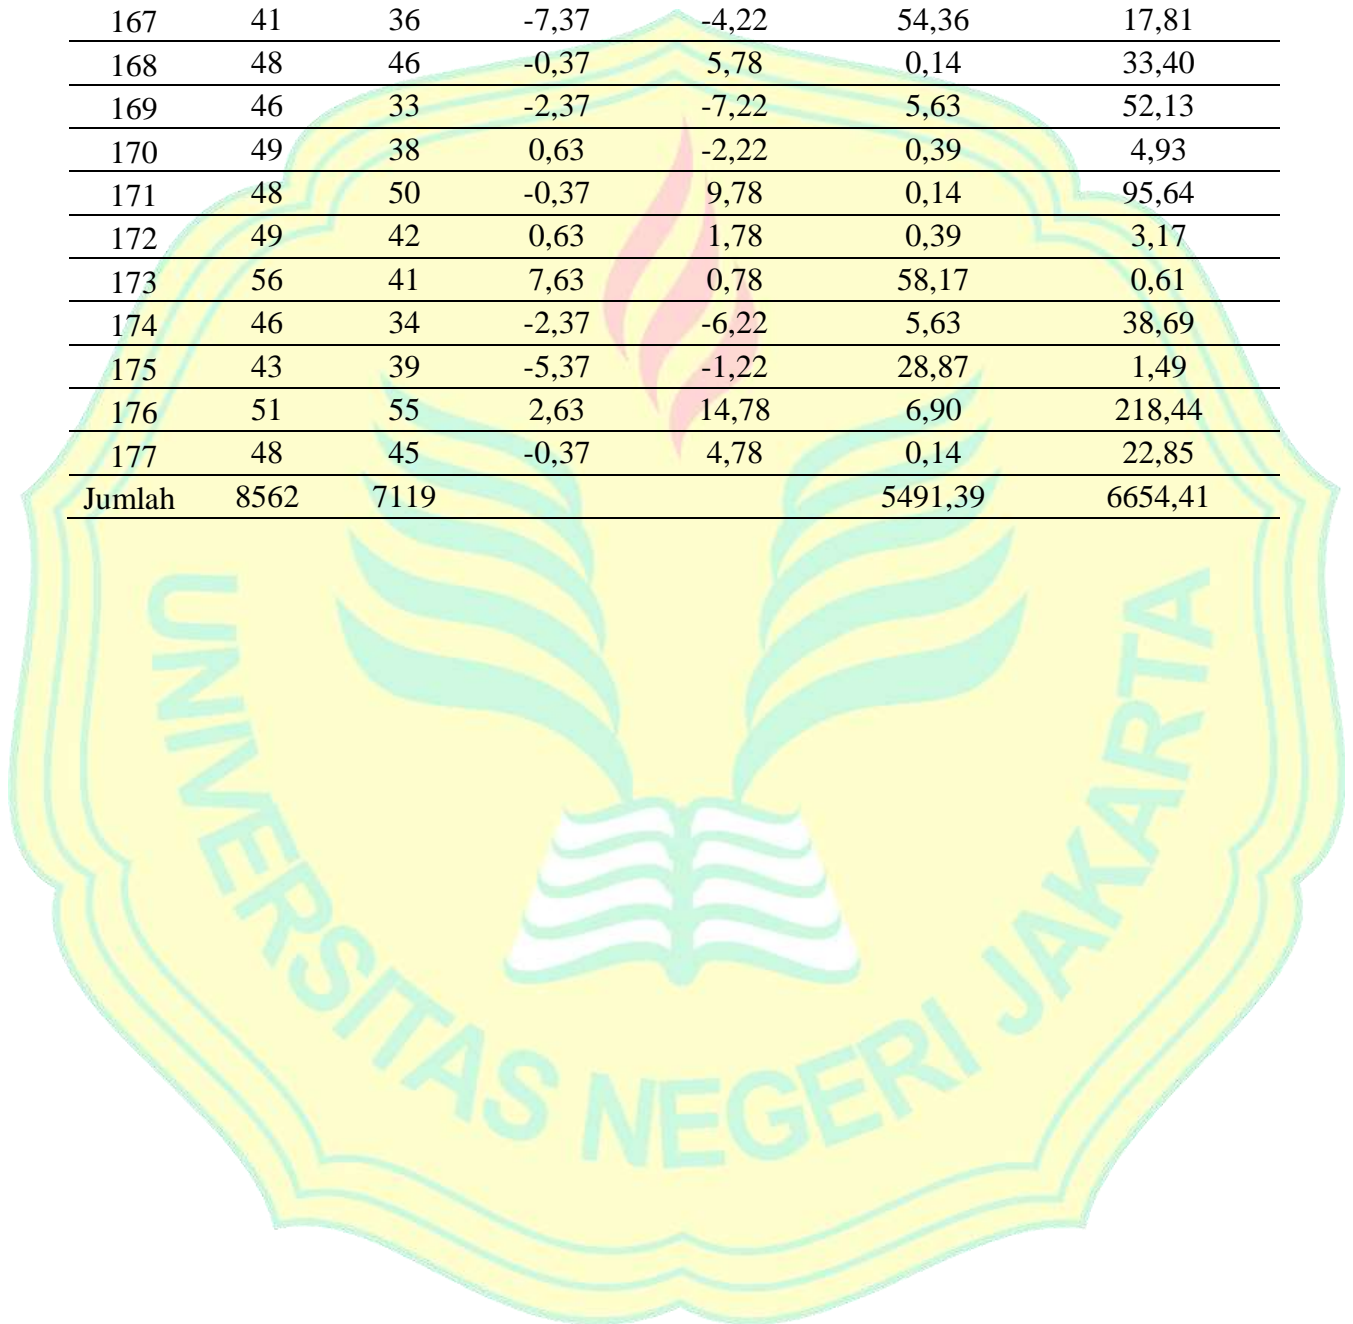 167 41 36 -7,37 -4,22 54,36 17,81
168 48 46 -0,37 5,78 0,14 33,40
169 46 33 -2,37 -7,22 5,63 52,13
170 49 38 0,63 -2,22 0,39 4,93
171 48 50 -0,37 9,78 0,14 95,64
172 49 42 0,63 1,78 0,39 3,17
173 56 41 7,63 0,78 58,17 0,61
174 46 34 -2,37 -6,22 5,63 38,69
175 43 39 -5,37 -1,22 28,87 1,49
176 51 55 2,63 14,78 6,90 218,44
177 48 45 -0,37 4,78 0,14 22,85
Jumlah 8562 7119 5491,39 6654,41
UNIVERSITAS NEGERI JAKARTA